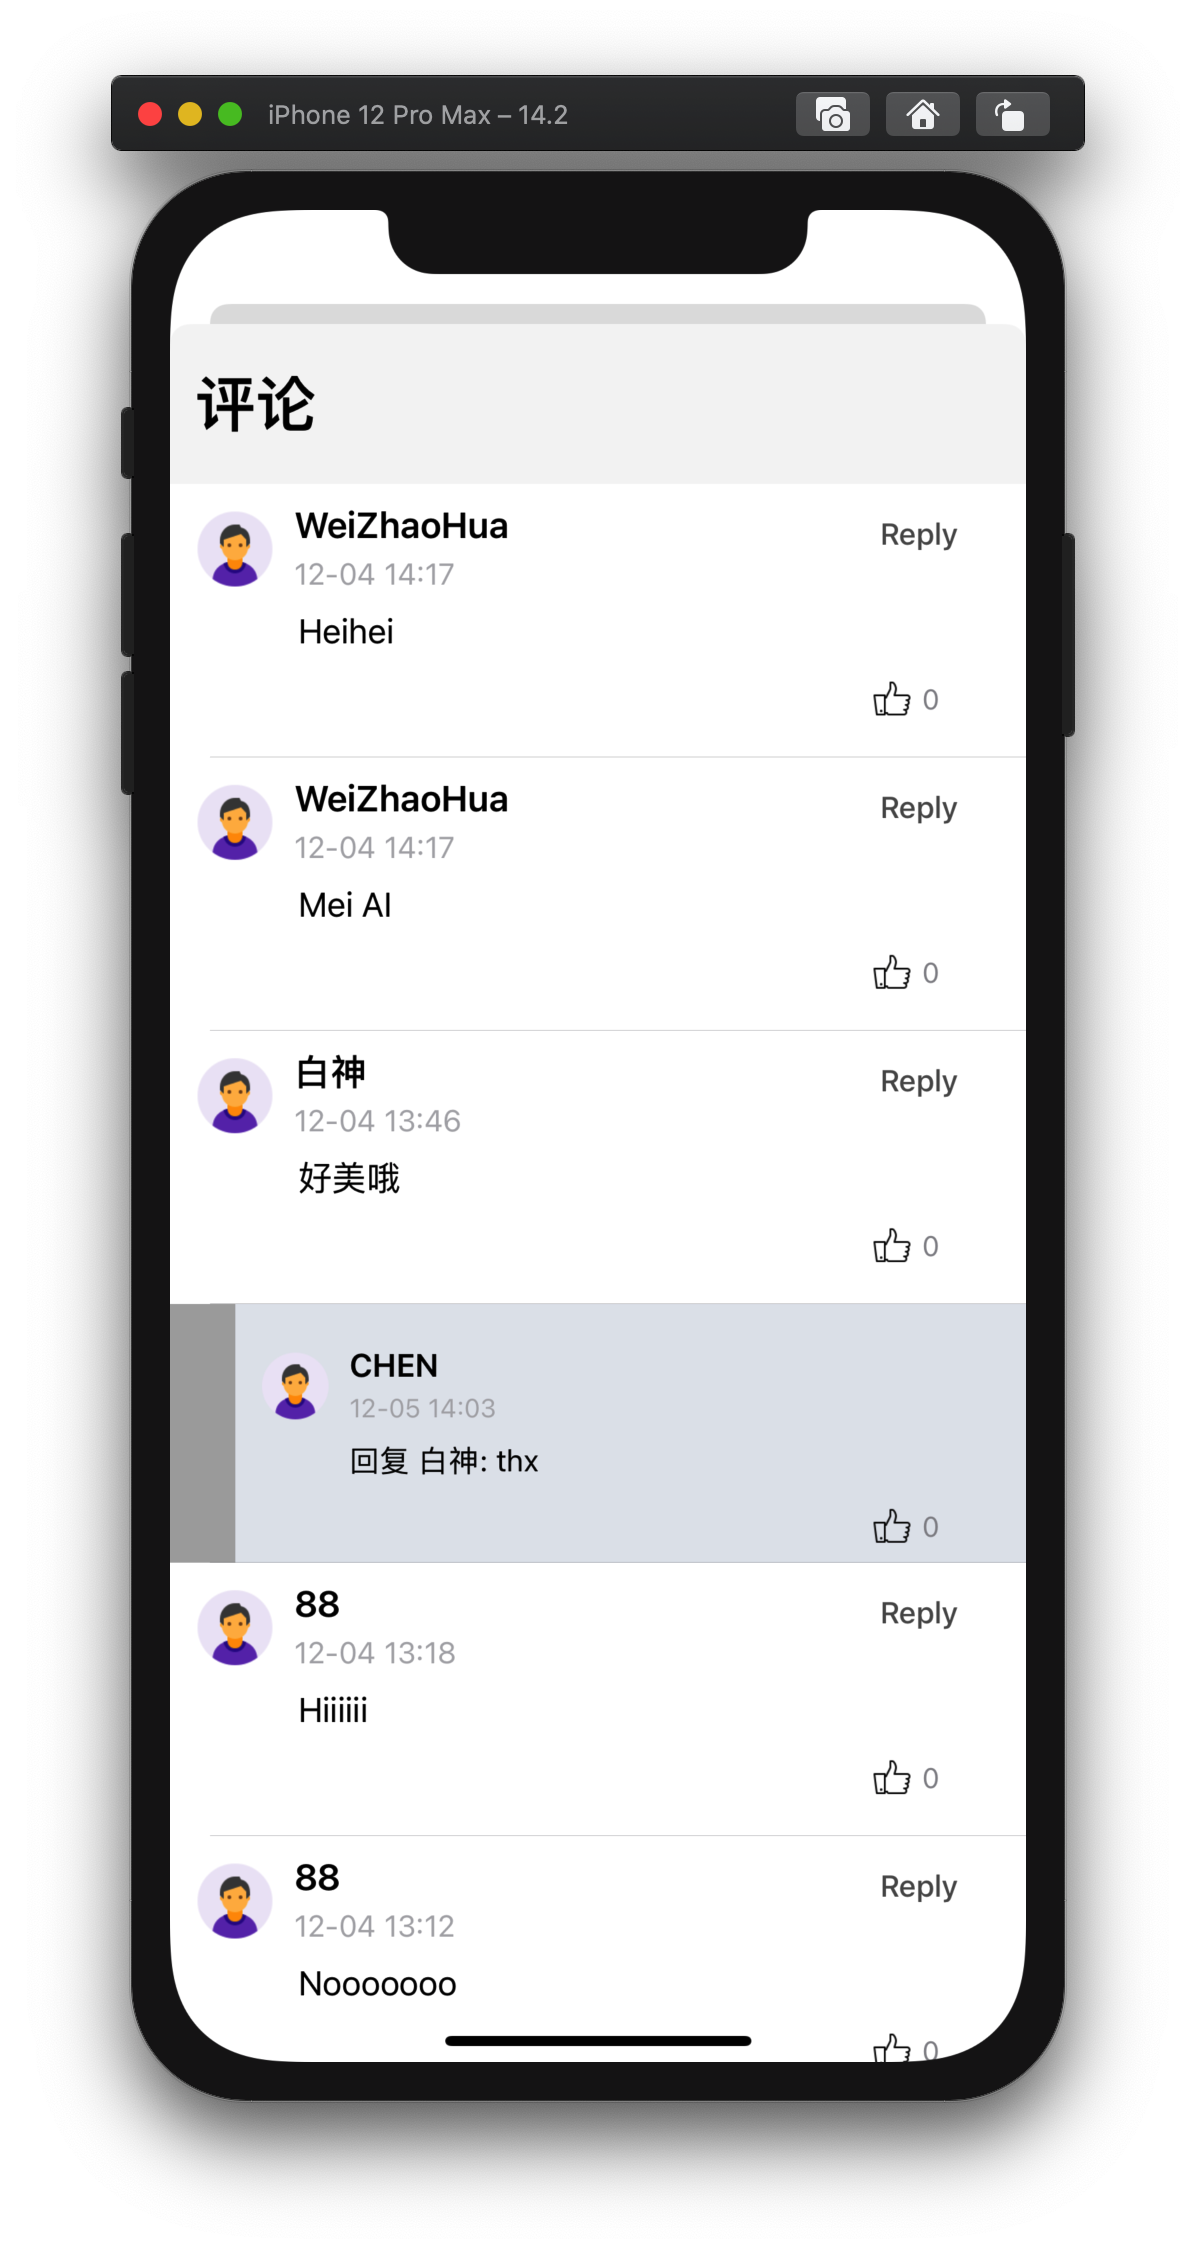 iPhone 12 Pro Max – 14.2
评论
WeiZhaoHua
Reply
12-04 14:17
Heihei
0
WeiZhaoHua
Reply
12-04 14:17
Mei AI
0
白神
Reply
12-04 13:46
好美哦
0
CHEN
12-05 14:03
回复 白神: thx
0
88
Reply
12-04 13:18
Hiiiiii
0
88
Reply
12-04 13:12
Nooooooo
0